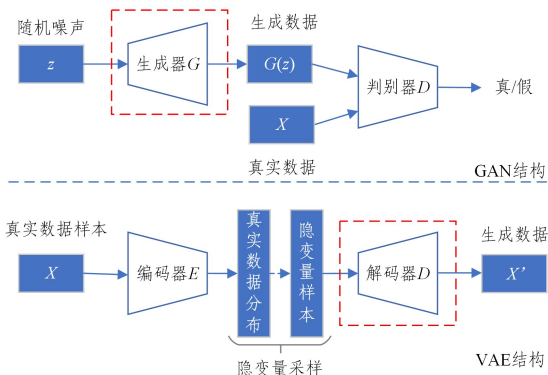 随机噪声
生成数据
z
生成器G
G(z)
判别器D
真/假
X
真实数据
GAN结构
真实数据样本
生成数据
X
编码器E
真实数据分布
隐变量样本
解码器D
X’
隐变量采样
VAE结构